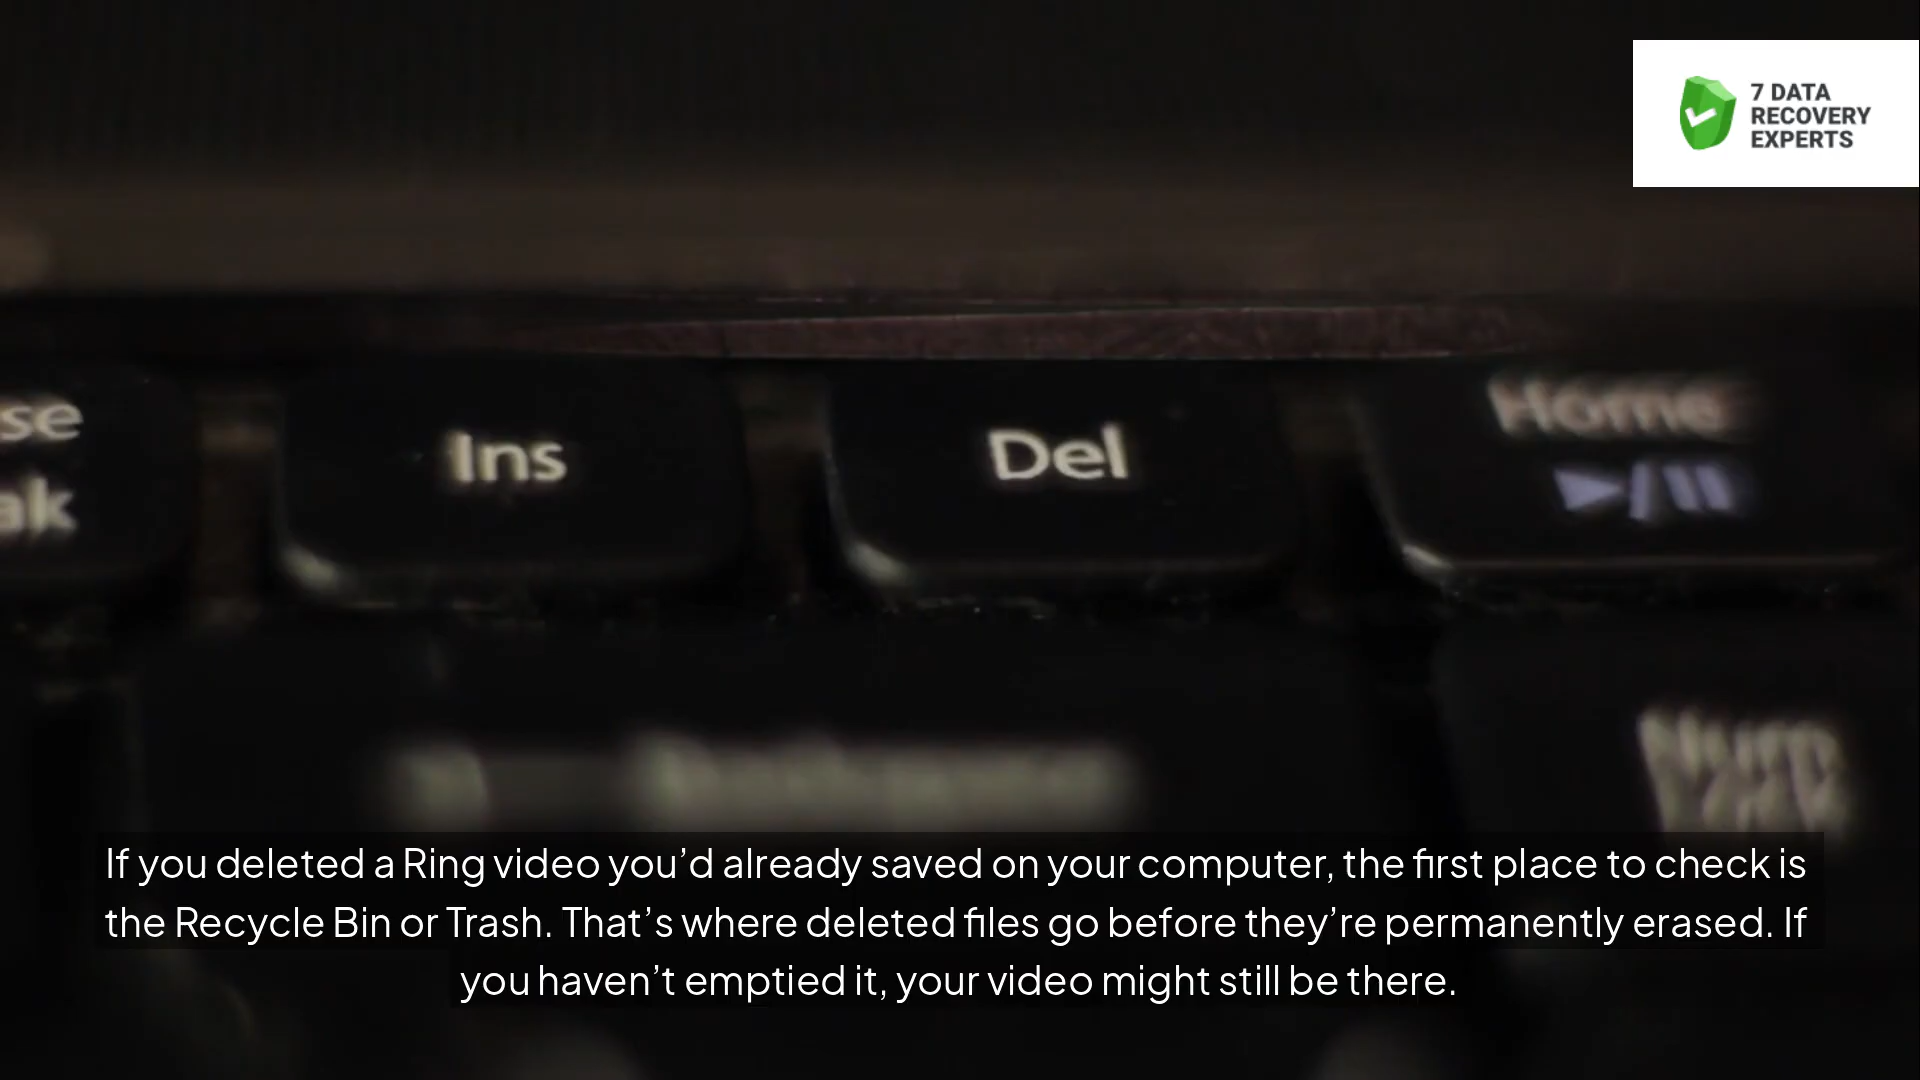 7 DATA
RECOVERY
EXPERTS
se
Ins
Del
Home
ak
If you deleted a Ring video you’d already saved on your computer, the first place to check is
the Recycle Bin or Trash. That’s where deleted files go before they’re permanently erased. If
you haven’t emptied it, your video might still be there.